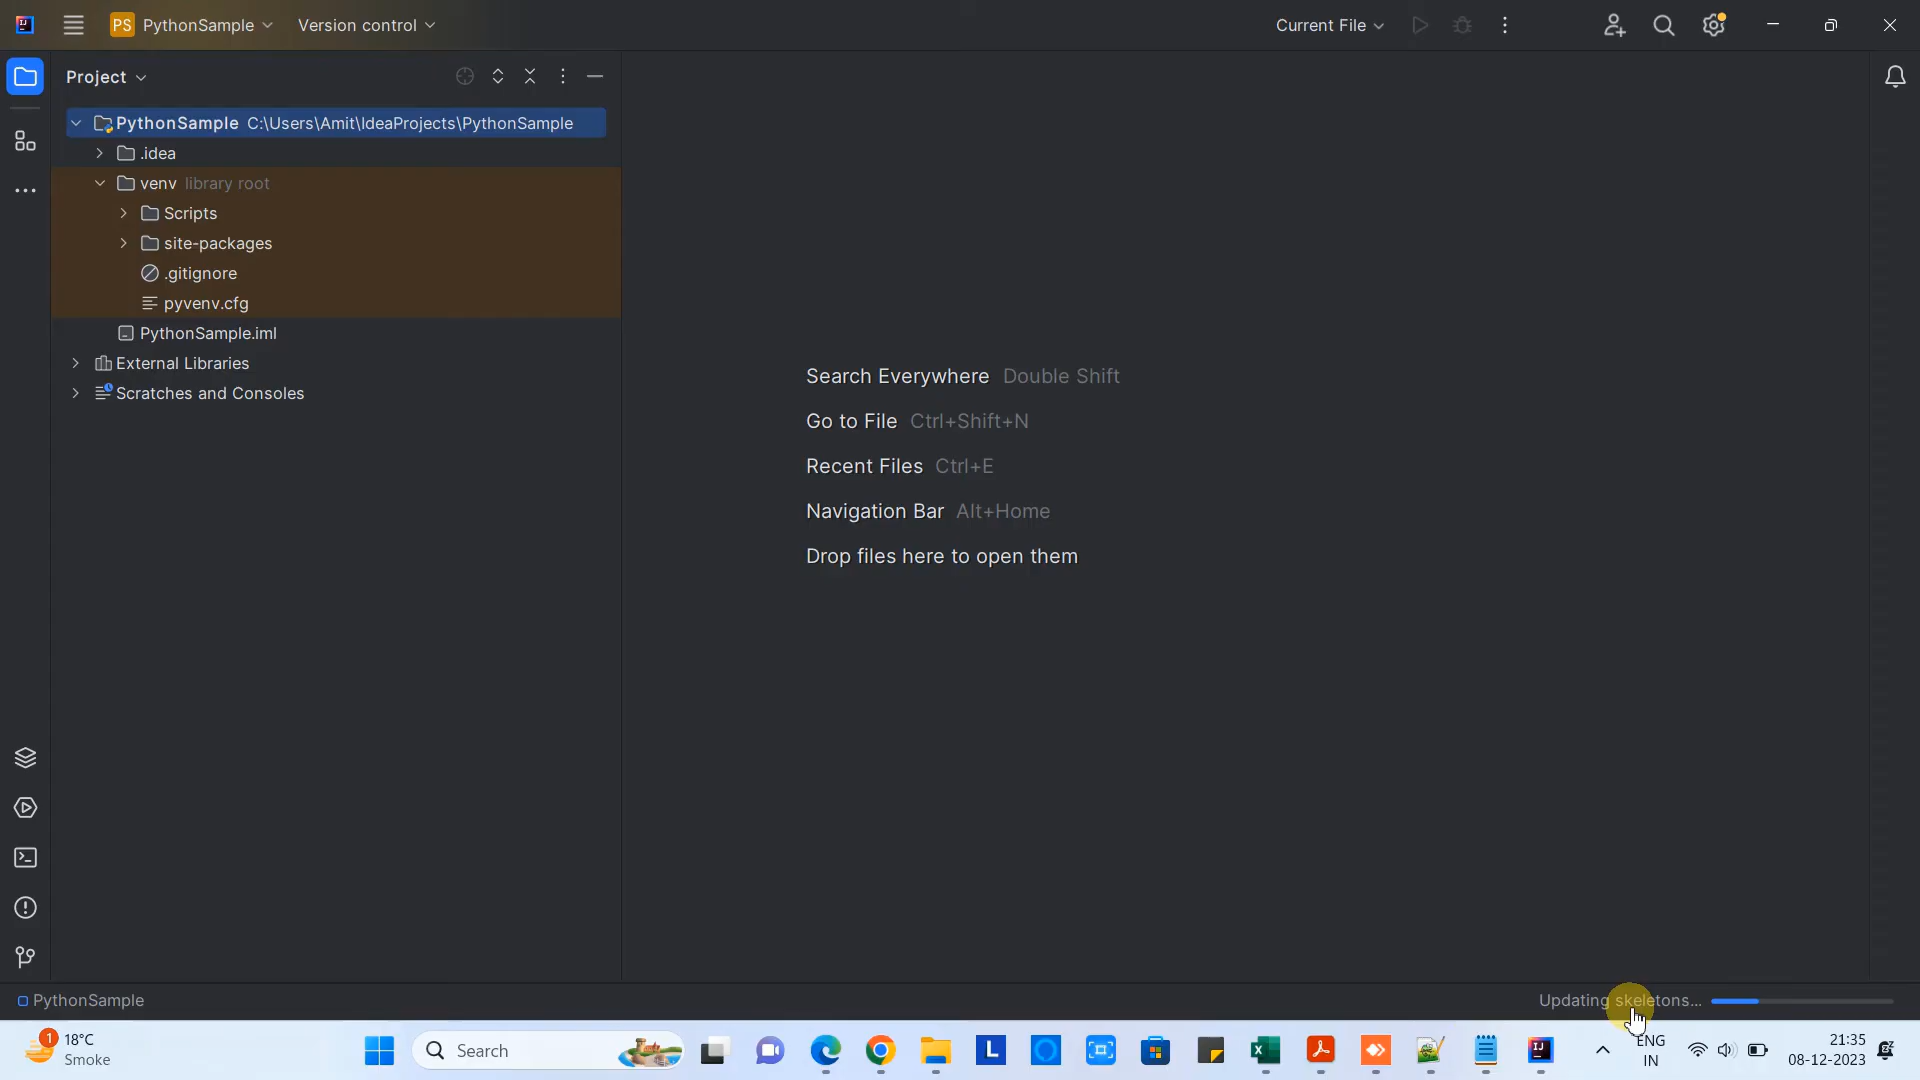 PS PythonSample Version control Current File
Project
PythonSample C:\Users\Amit\IdeaProjects\PythonSample
.idea
venv library root
Scripts
site-packages
.gitignore
pyvenv.cfg
PythonSample.iml
External Libraries
Scratches and Consoles
Search Everywhere Double Shift
Go to File Ctrl+Shift+N
Recent Files Ctrl+E
Navigation Bar Alt+Home
Drop files here to open them
PythonSample Updating skeletons...
1 18°C
Smoke
Search
L
IJ
ENG
IN
21:35
08-12-2023